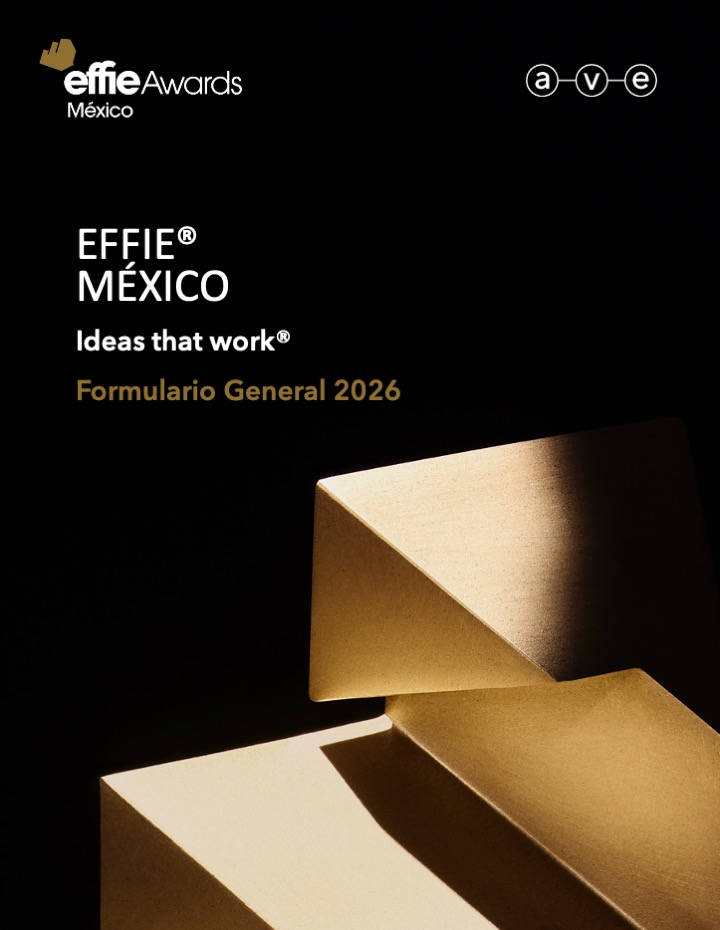 effie Awards
México
a v e
EFFIE®
MÉXICO
Ideas that work®
Formulario General 2026